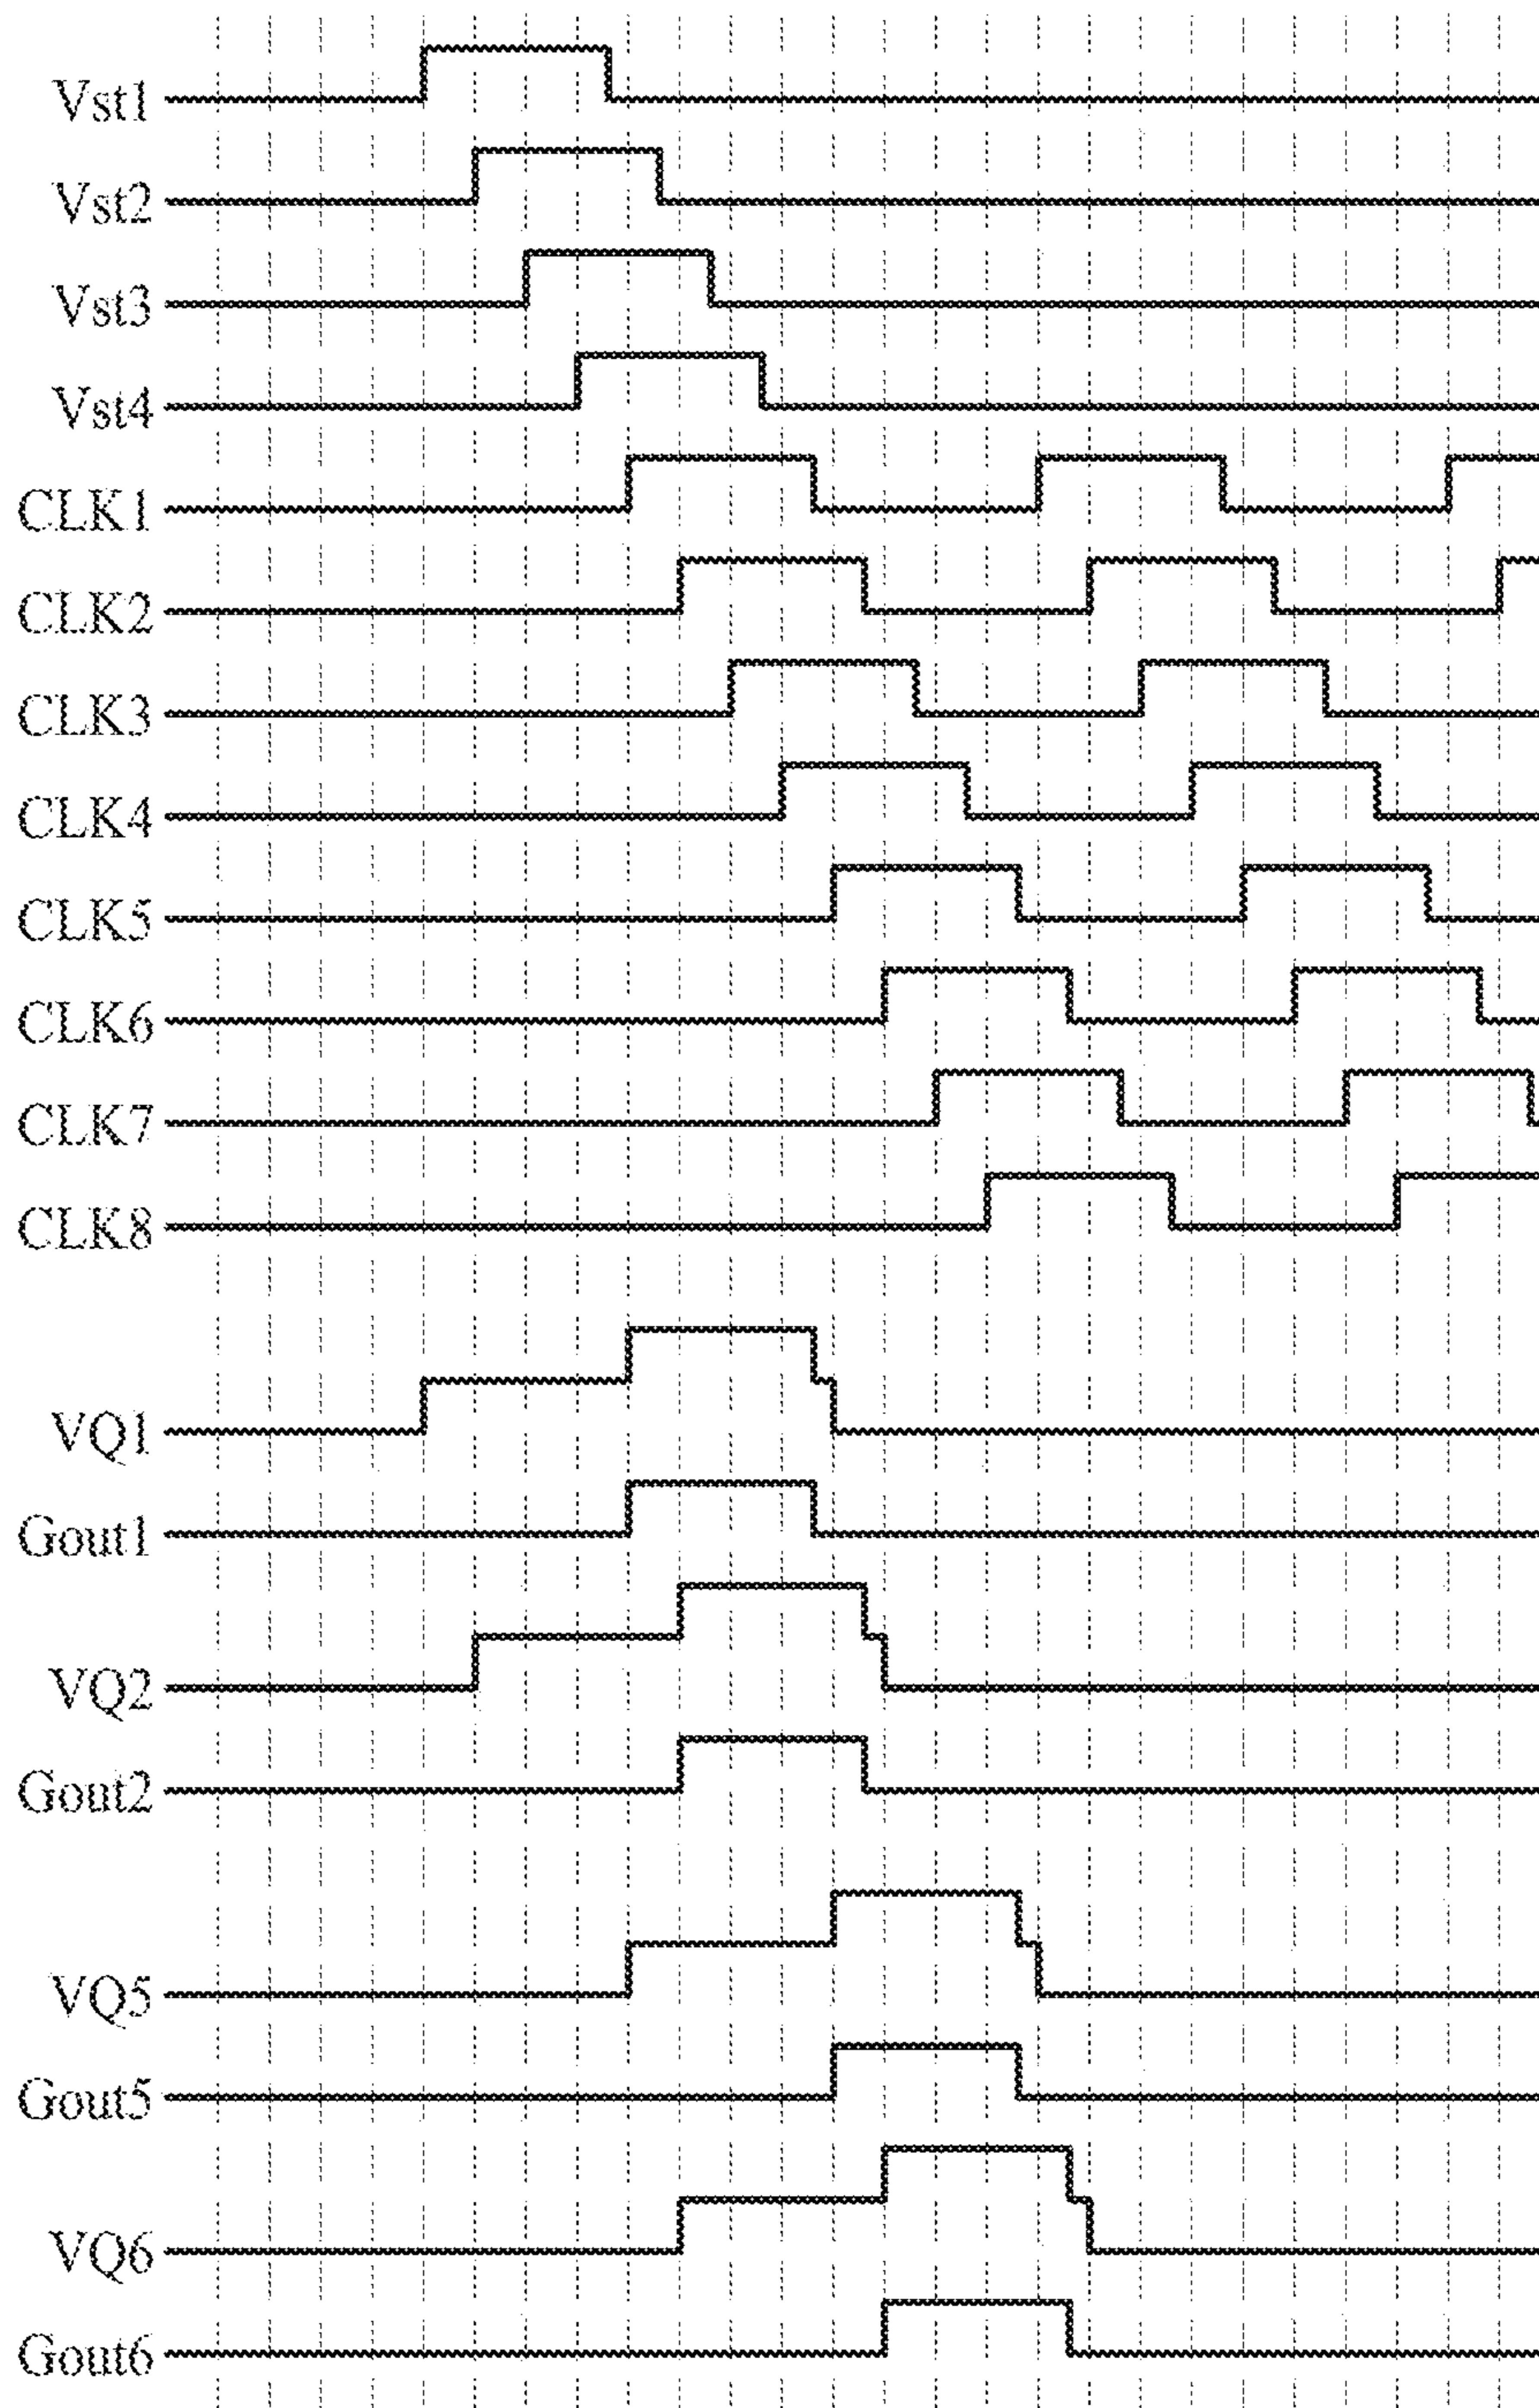 Vst1
Vst2
Vst3
Vst4
CLK1
CLK2
CLK3
CLK4
CLK5
CLK6
CLK7
CLK8
VQ1
Gout1
VQ2
Gout2
VQ5
Gout5
VQ6
Gout6